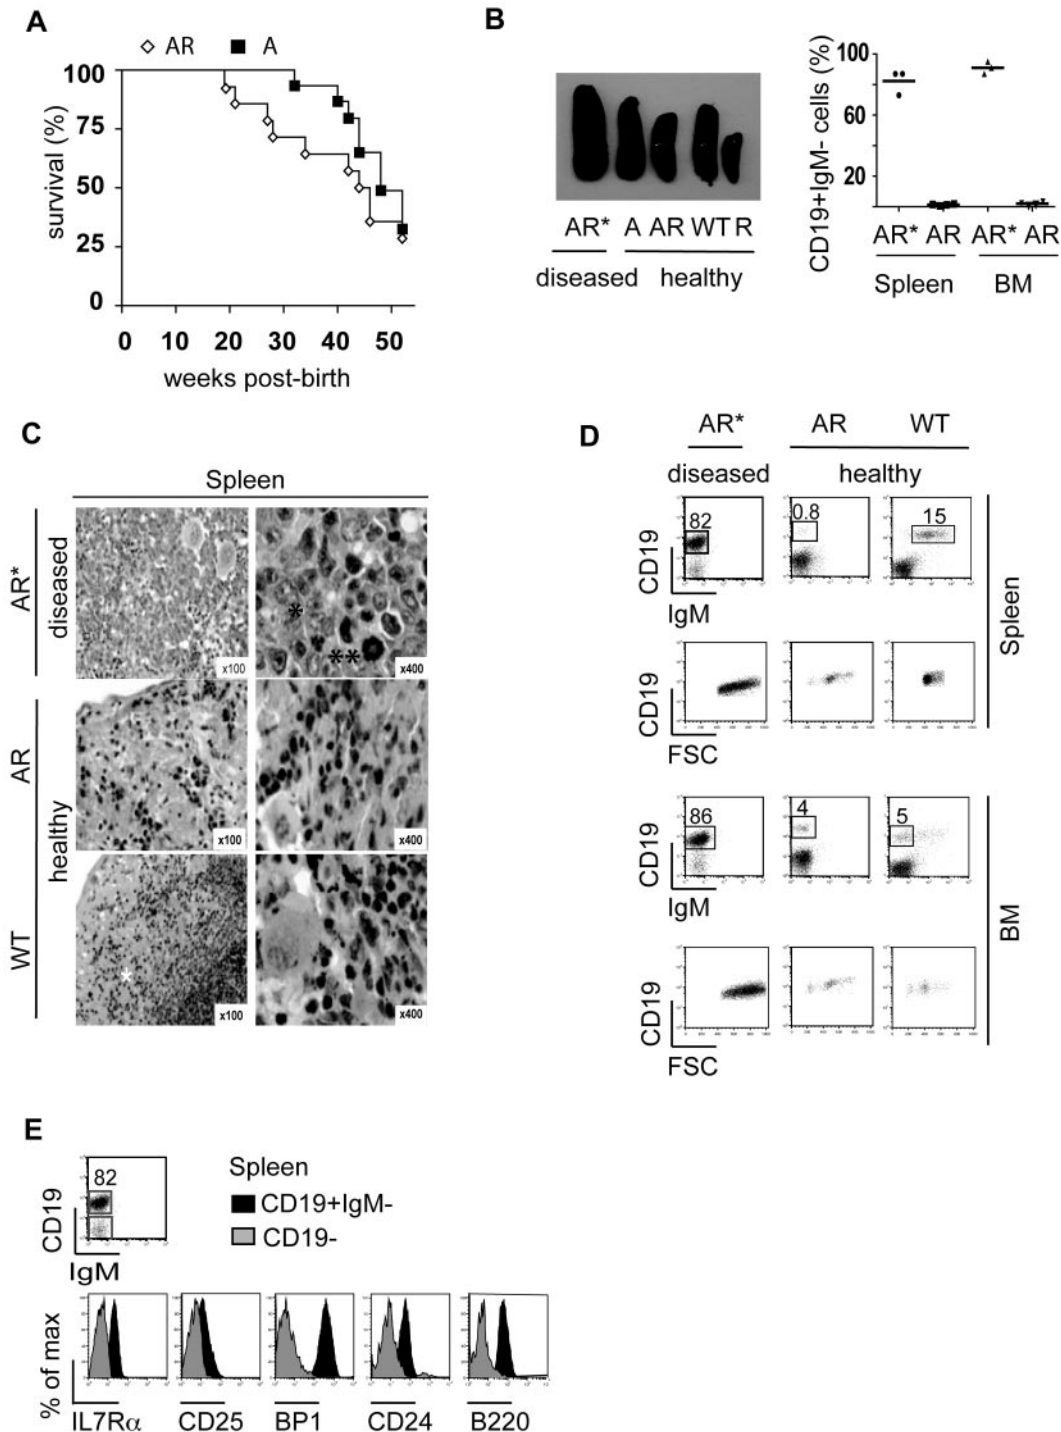 A
AR A
survival (%)
100
75
50
25
0
0 10 20 30 40 50
weeks post-birth
B
AR* A AR WT R
diseased healthy
CD19+IgM- cells (%)
100
60
20
AR* AR AR* AR
Spleen BM
C
Spleen
AR* diseased
x100 x400
* **
AR healthy
x100 x400
WT
*
x100 x400
D
AR* AR WT
diseased healthy
Spleen
CD19
82 0.8 15
IgM
CD19
FSC
BM
CD19
86 4 5
IgM
CD19
FSC
E
82
CD19
IgM
Spleen
CD19+IgM-
CD19-
% of max
IL7Rα CD25 BP1 CD24 B220